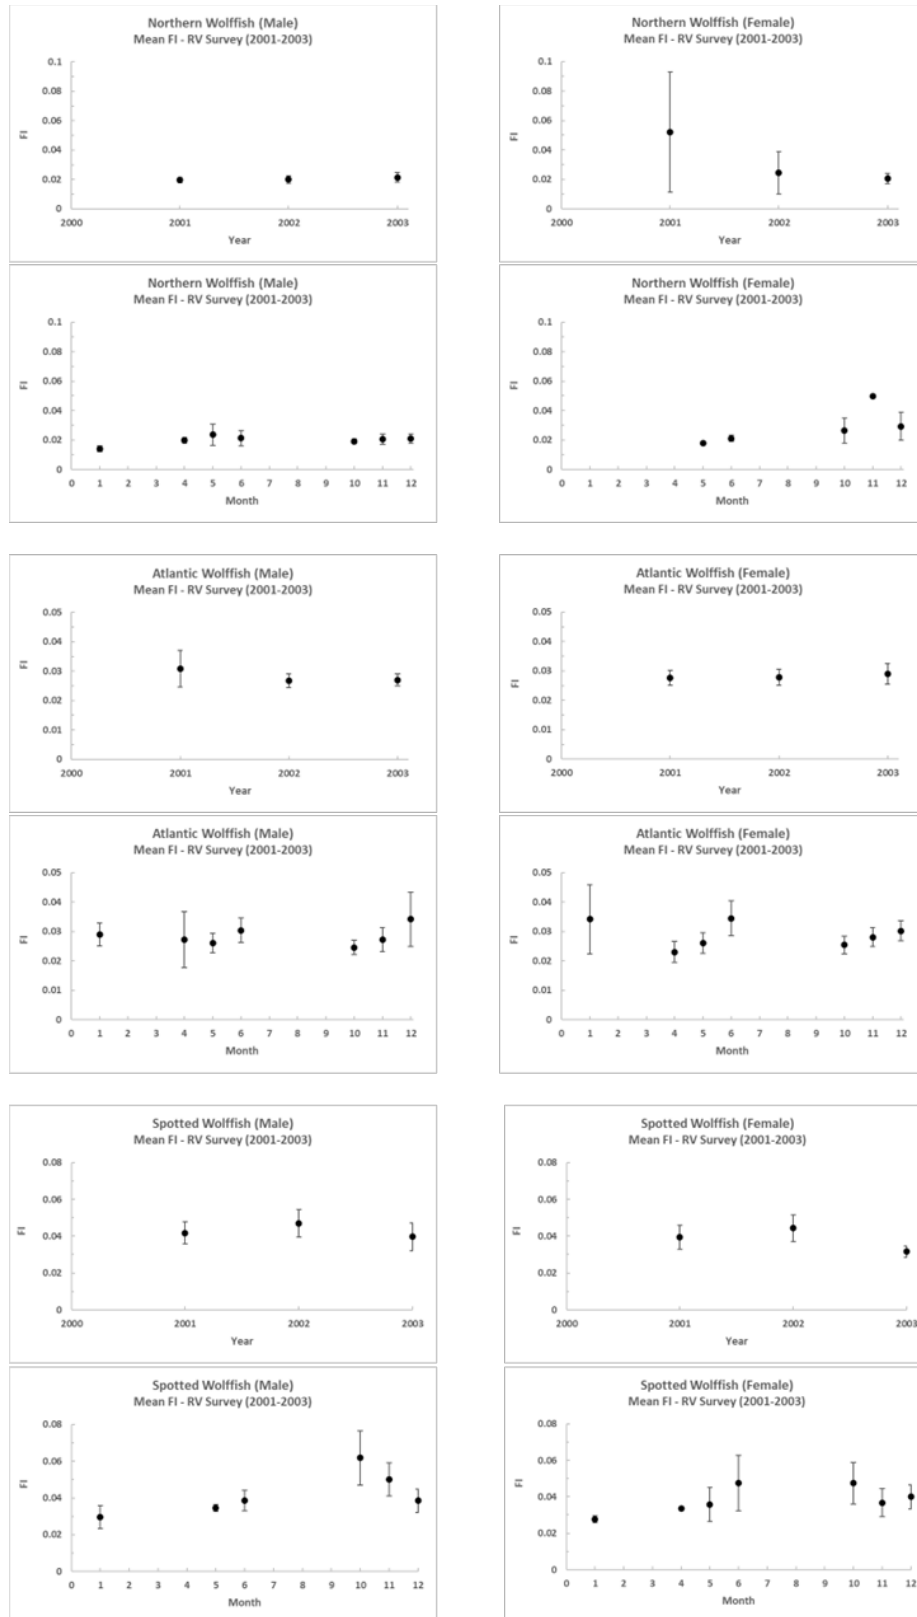 Northern Wolffish (Male)
Mean FI - RV Survey (2001-2003)
0.1
0.08
0.06
0.04
0.02
0
FI
2000 2001 2002 2003
Year
Northern Wolffish (Female)
Mean FI - RV Survey (2001-2003)
0.1
0.08
0.06
0.04
0.02
0
FI
2000 2001 2002 2003
Year
Northern Wolffish (Male)
Mean FI - RV Survey (2001-2003)
0.1
0.08
0.06
0.04
0.02
0
FI
0 1 2 3 4 5 6 7 8 9 10 11 12
Month
Northern Wolffish (Female)
Mean FI - RV Survey (2001-2003)
0.1
0.08
0.06
0.04
0.02
0
FI
0 1 2 3 4 5 6 7 8 9 10 11 12
Month
Atlantic Wolffish (Male)
Mean FI - RV Survey (2001-2003)
0.05
0.04
0.03
0.02
0.01
0
FI
2000 2001 2002 2003
Year
Atlantic Wolffish (Female)
Mean FI - RV Survey (2001-2003)
0.05
0.04
0.03
0.02
0.01
0
FI
2000 2001 2002 2003
Year
Atlantic Wolffish (Male)
Mean FI - RV Survey (2001-2003)
0.05
0.04
0.03
0.02
0.01
0
FI
0 1 2 3 4 5 6 7 8 9 10 11 12
Month
Atlantic Wolffish (Female)
Mean FI - RV Survey (2001-2003)
0.05
0.04
0.03
0.02
0.01
0
FI
0 1 2 3 4 5 6 7 8 9 10 11 12
Month
Spotted Wolffish (Male)
Mean FI - RV Survey (2001-2003)
0.08
0.06
0.04
0.02
0
FI
2000 2001 2002 2003
Year
Spotted Wolffish (Female)
Mean FI - RV Survey (2001-2003)
0.08
0.06
0.04
0.02
0
FI
2000 2001 2002 2003
Year
Spotted Wolffish (Male)
Mean FI - RV Survey (2001-2003)
0.08
0.06
0.04
0.02
0
FI
0 1 2 3 4 5 6 7 8 9 10 11 12
Month
Spotted Wolffish (Female)
Mean FI - RV Survey (2001-2003)
0.08
0.06
0.04
0.02
0
FI
0 1 2 3 4 5 6 7 8 9 10 11 12
Month